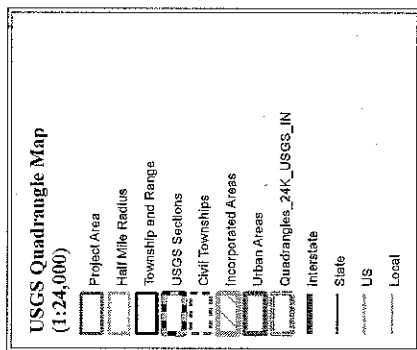 USGS Quadrangle Map
(1:24,000)
Project Area
Half Mile Radius
Township and Range
USGS Sections
Civil Townships
Incorporated Areas
Urban Areas
Quadrangles_24K_USGS_IN
Interstate
State
US
Local